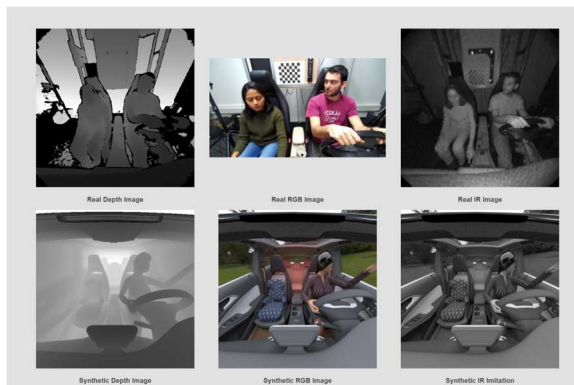 Real Depth Image
Real RGB Image
Real IR Image
Synthetic Depth Image
Synthetic RGB Image
Synthetic IR Imitation